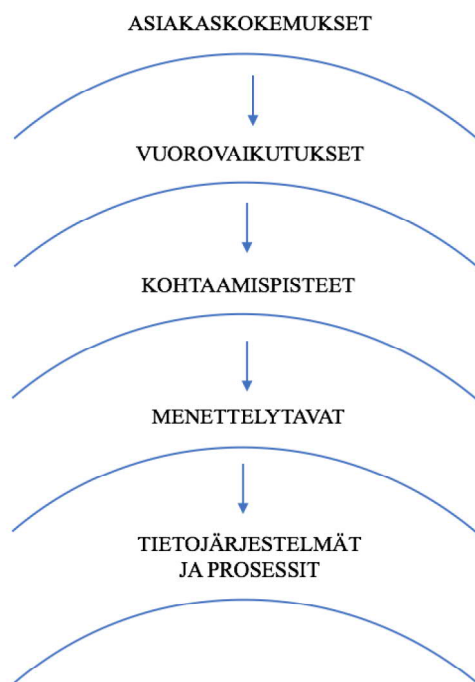 ASIAKASKOKEMUKSET
VUOROVAIKUTUKSET
KOHTAAMISPISTEET
MENETTELYTAVAT
TIETOJÄRJESTELMÄT
JA PROSESSIT